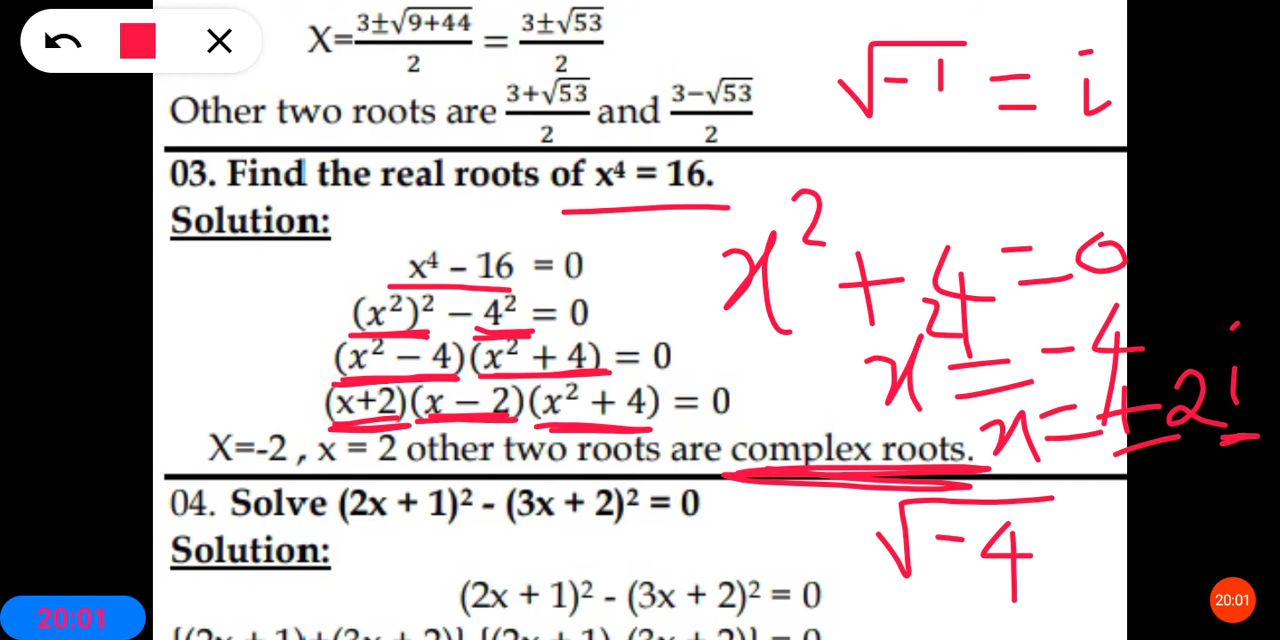 X=(3±√9+44)/2 = (3±√53)/2
Other two roots are (3+√53)/2 and (3−√53)/2
√-1 = i
03. Find the real roots of x⁴ = 16.
Solution:
x⁴ – 16 = 0
(x²)² − 4² = 0
(x² − 4)(x² + 4) = 0
(x+2)(x − 2)(x² + 4) = 0
X=-2 , x = 2 other two roots are complex roots.
x² + 4 = 0
x² = -4
x = ± 2i
√-4
04. Solve (2x + 1)² - (3x + 2)² = 0
Solution:
(2x + 1)² - (3x + 2)² = 0
20:01
20:01